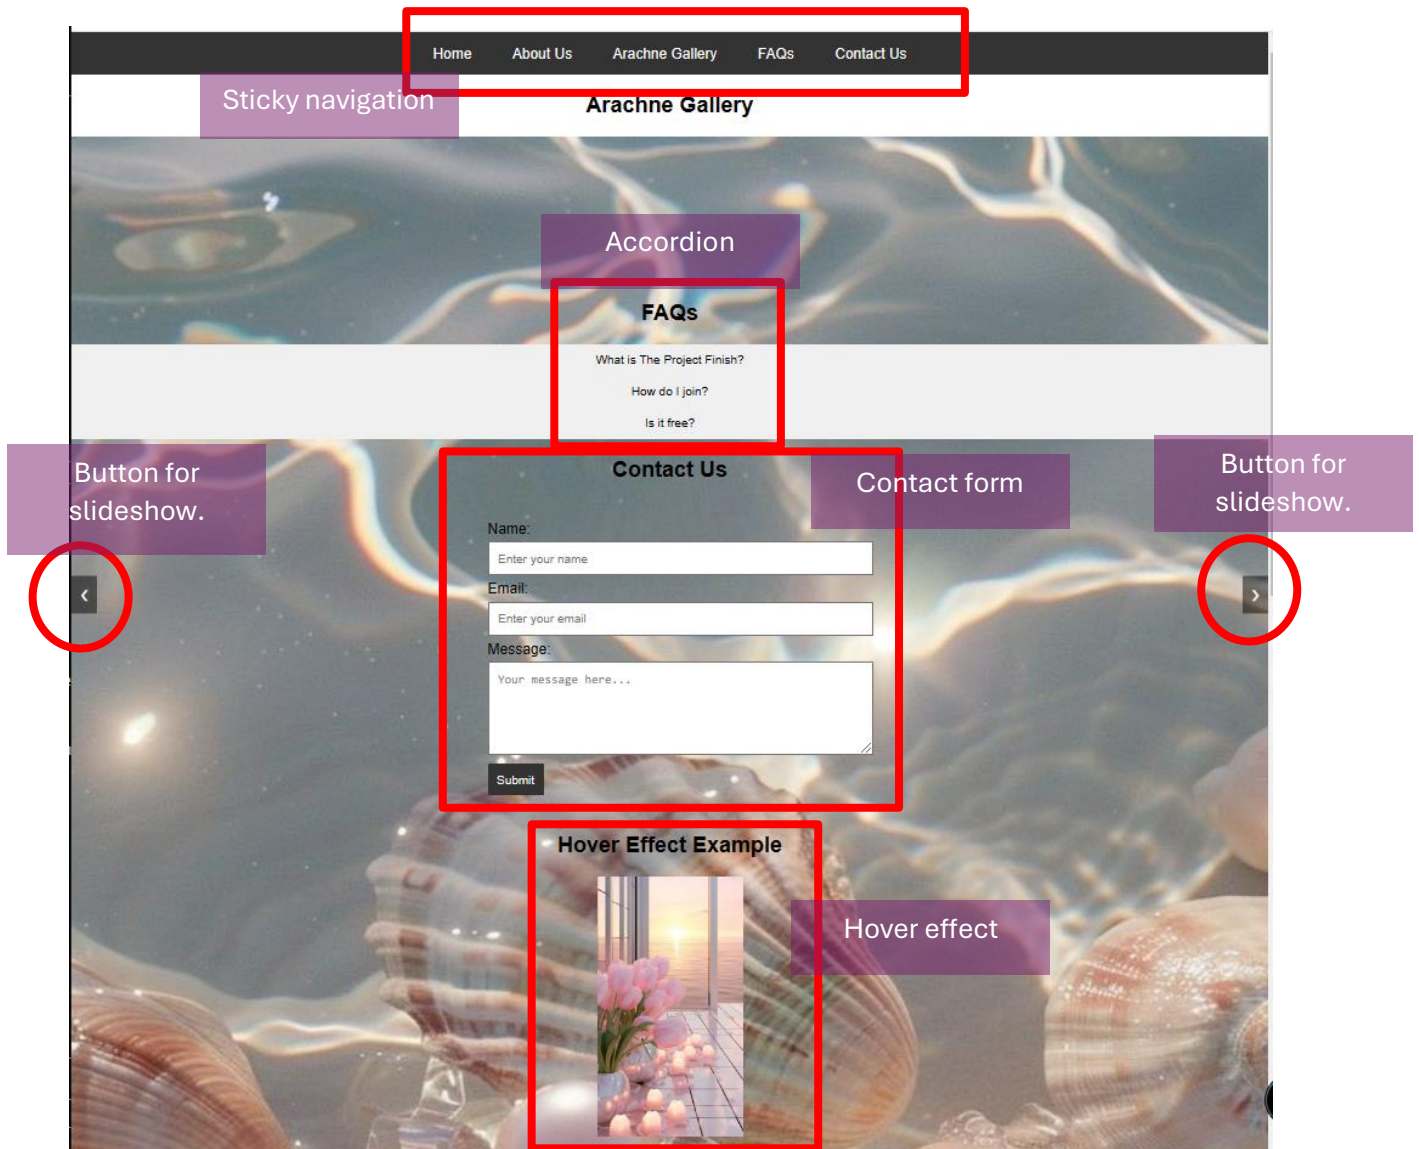 Home About Us Arachne Gallery FAQs Contact Us
Sticky navigation
Arachne Gallery
Accordion
FAQs
What is The Project Finish?
How do I join?
Is it free?
Button for
slideshow.
Contact Us
Contact form
Button for
slideshow.
Name:
Enter your name
Email:
Enter your email
‹
›
Message:
Your message here...
Submit
Hover Effect Example
Hover effect